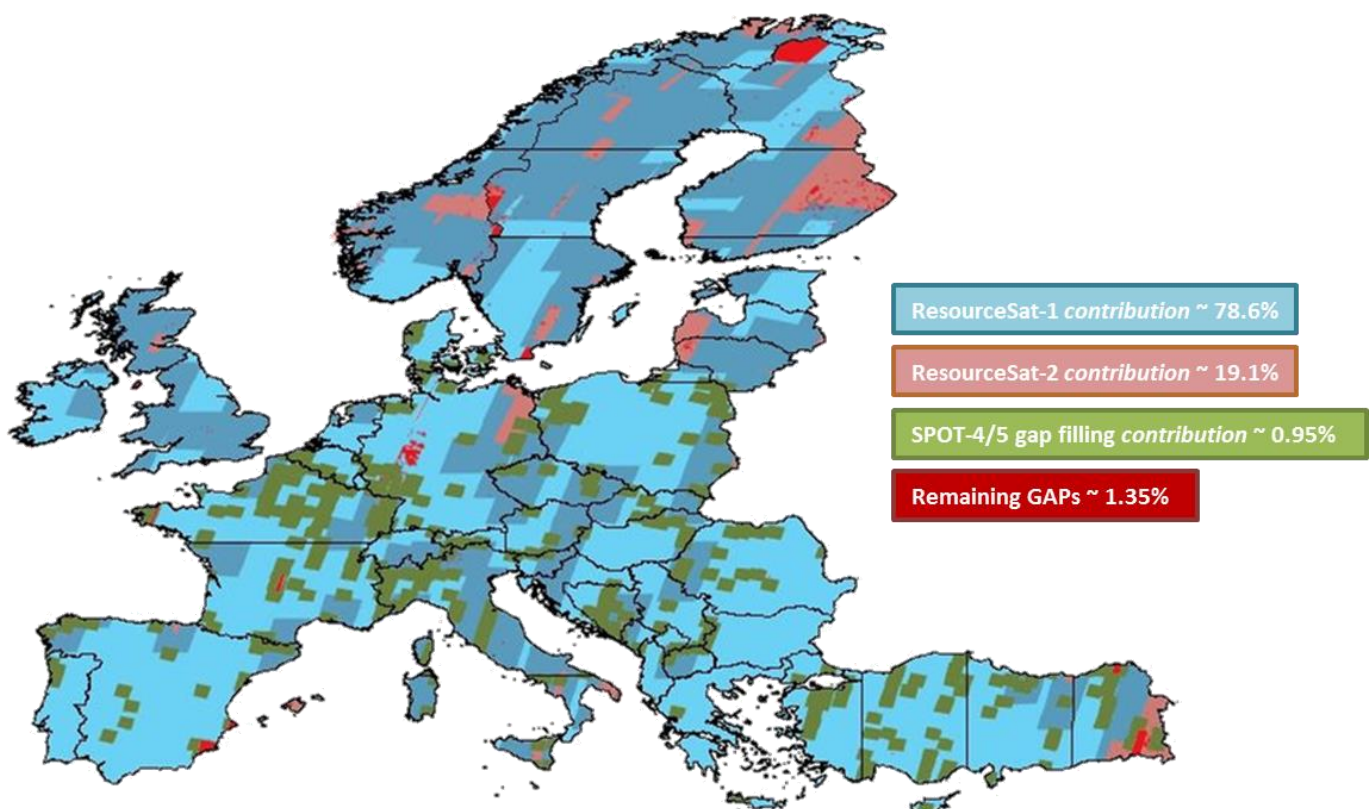 ResourceSat-1 contribution ~ 78.6%
ResourceSat-2 contribution ~ 19.1%
SPOT-4/5 gap filling contribution ~ 0.95%
Remaining GAPs ~ 1.35%